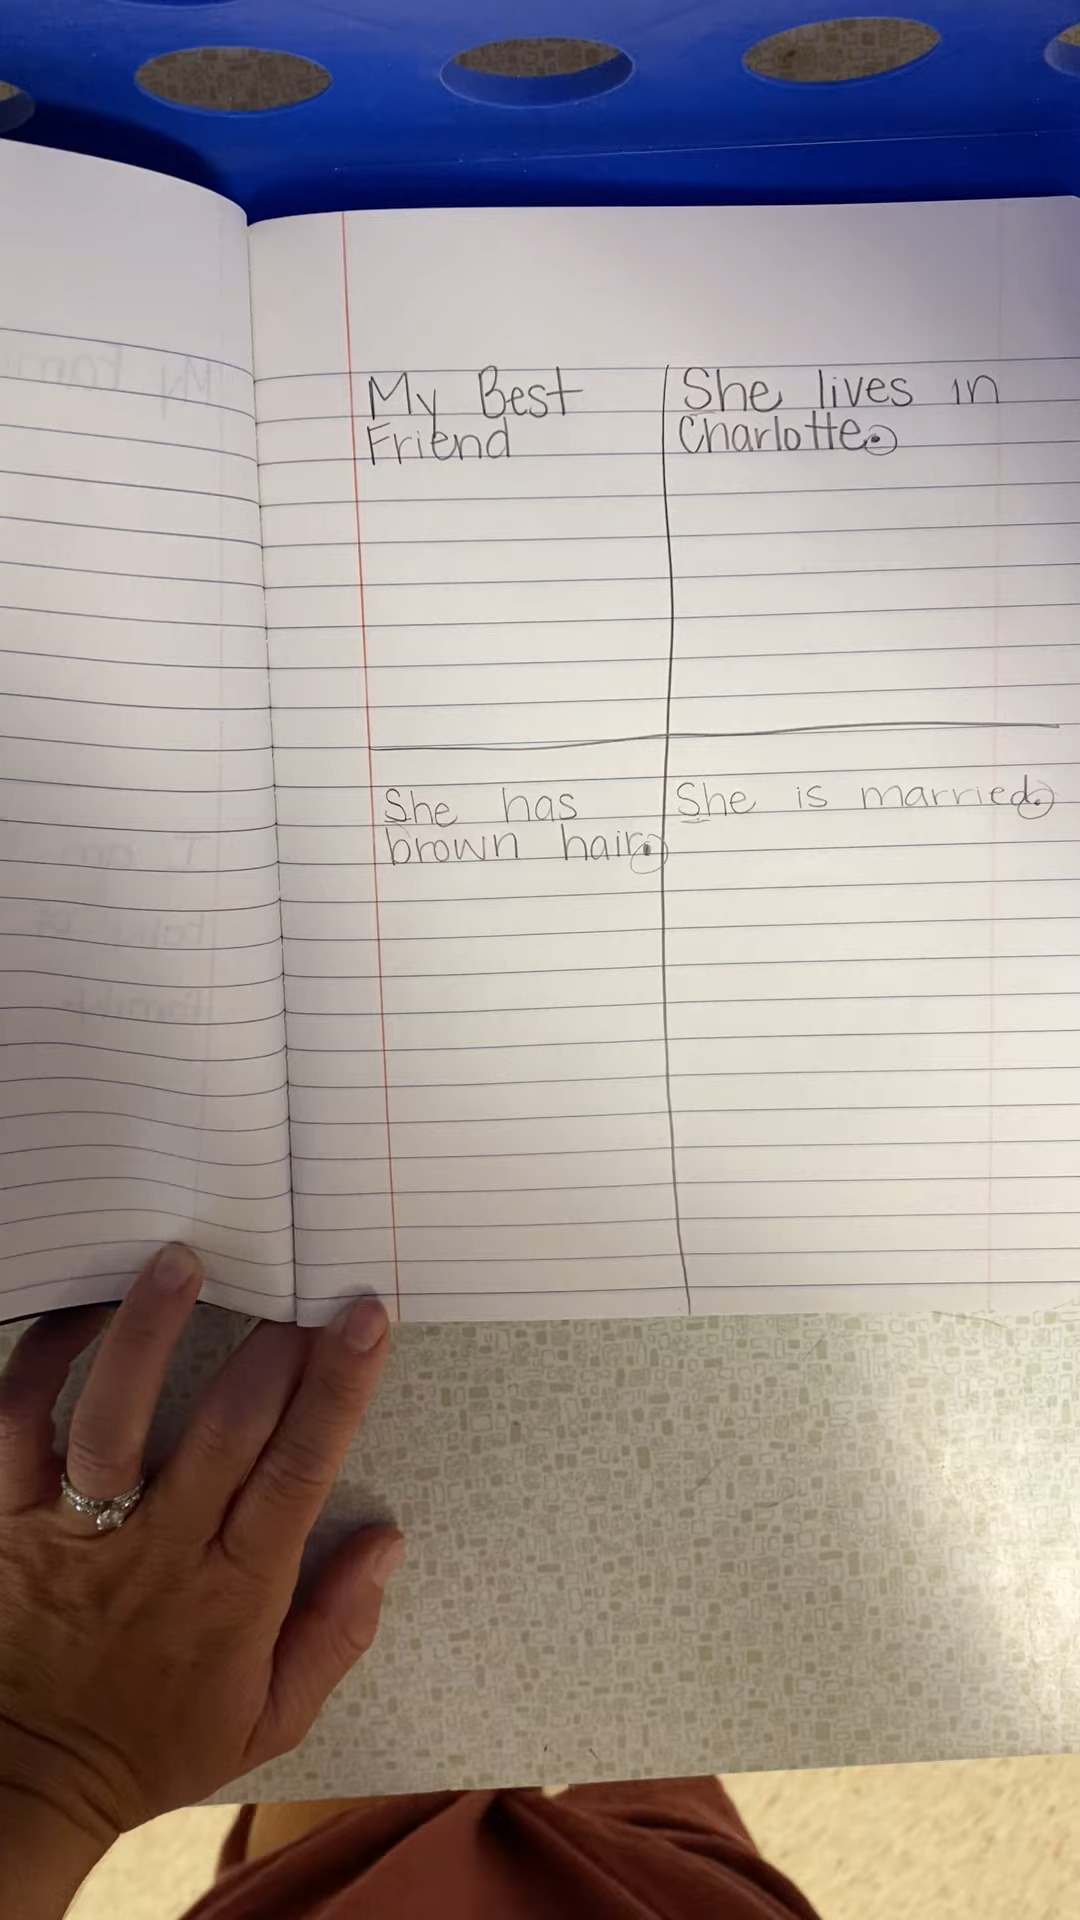 My Best
Friend
She lives in
Charlotte.
She has
brown hair.
She is married.